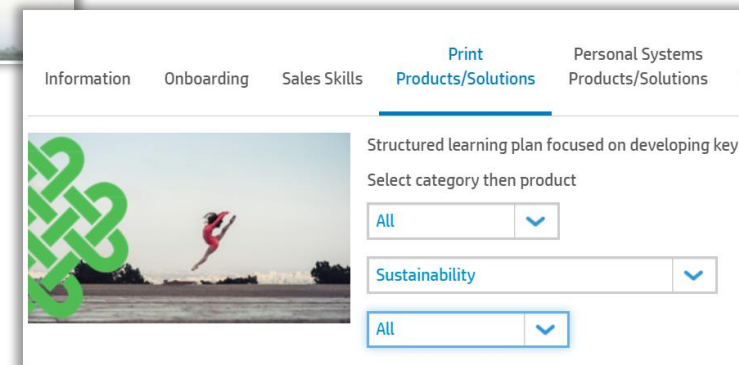 Information Onboarding Sales Skills Print Products/Solutions Personal Systems Products/Solutions
Structured learning plan focused on developing key
Select category then product
All
Sustainability
All